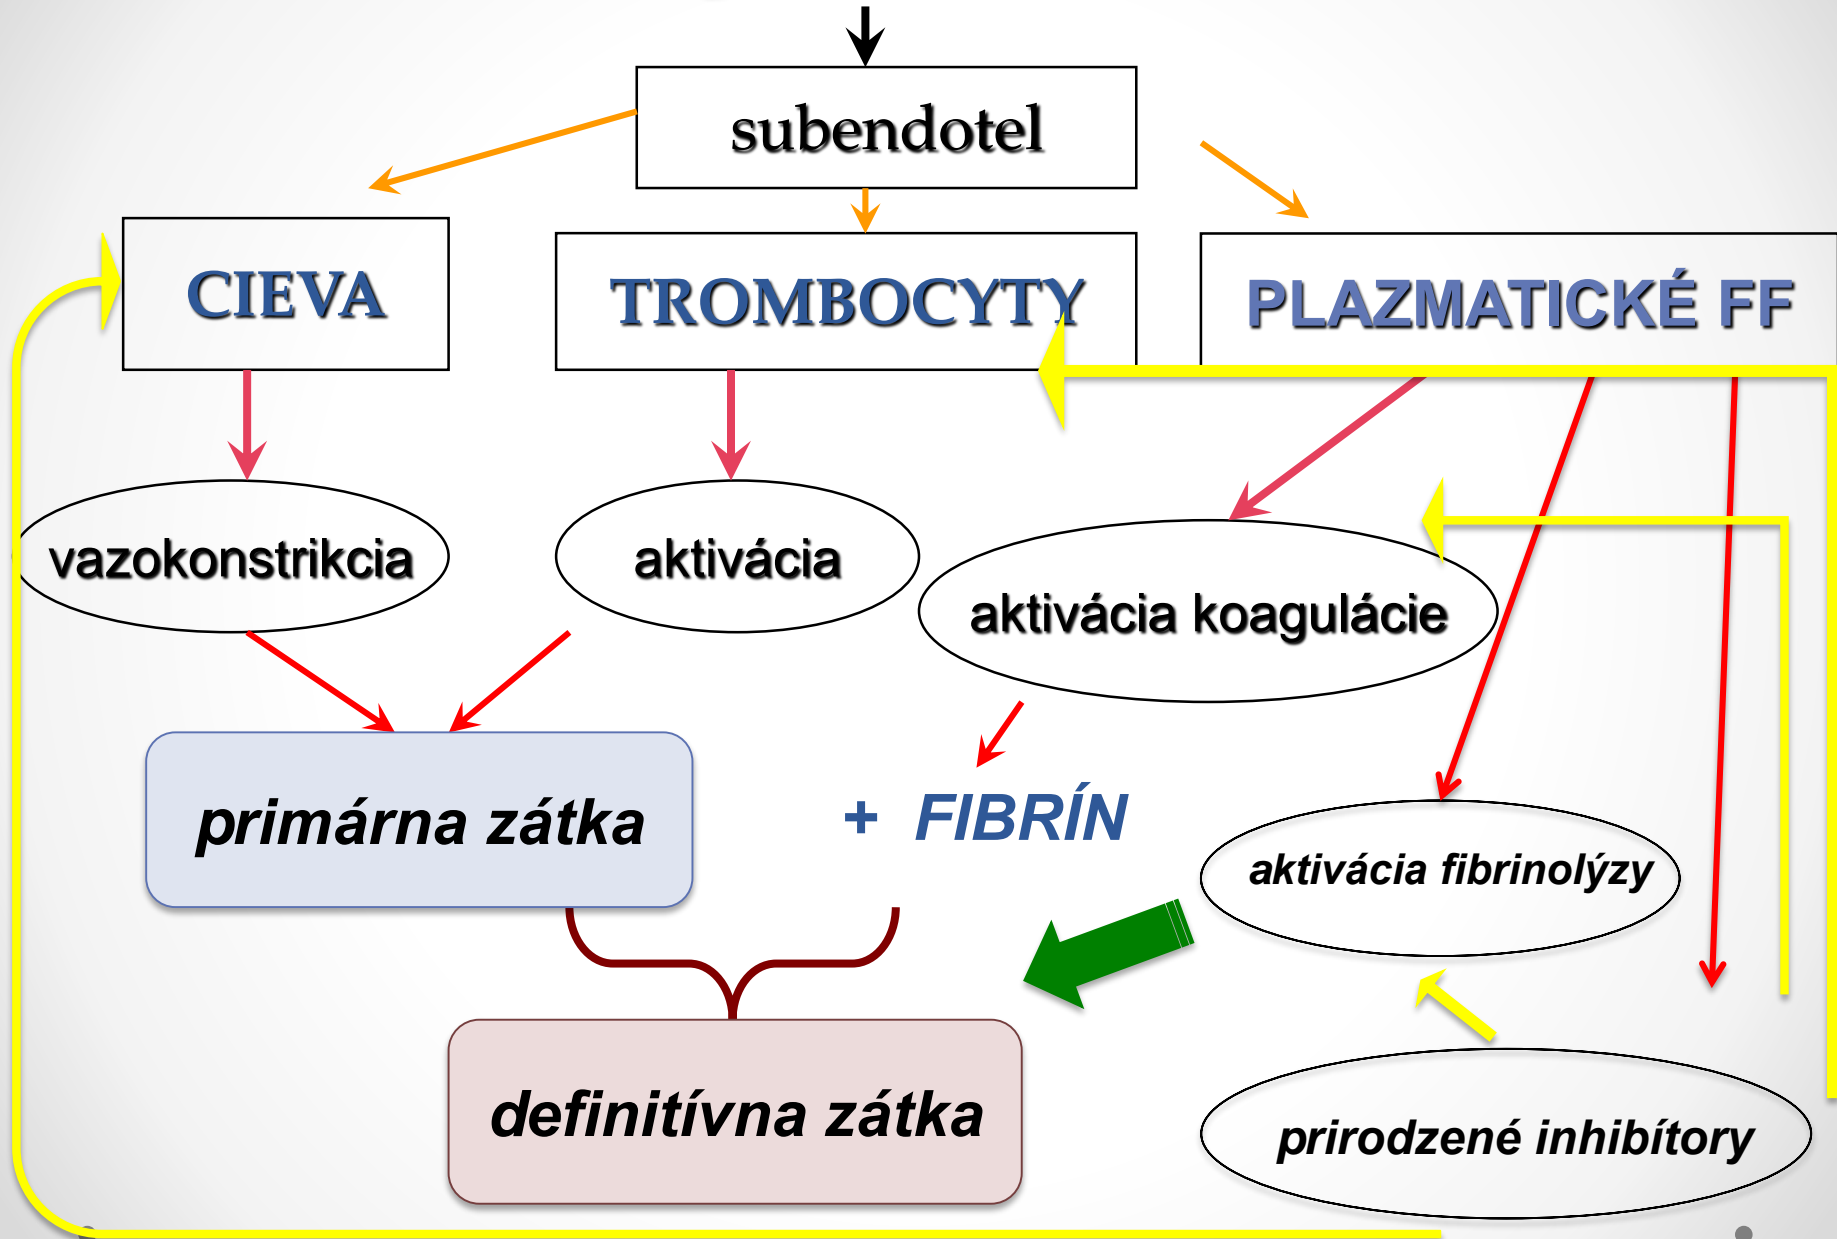 subendotel
CIEVA
TROMBOCYTY
PLAZMATICKÉ FF
vazokonstrikcia
aktivácia
aktivácia koagulácie
primárna zátka
+ FIBRÍN
aktivácia fibrinolýzy
definitívna zátka
prirodzené inhibítory